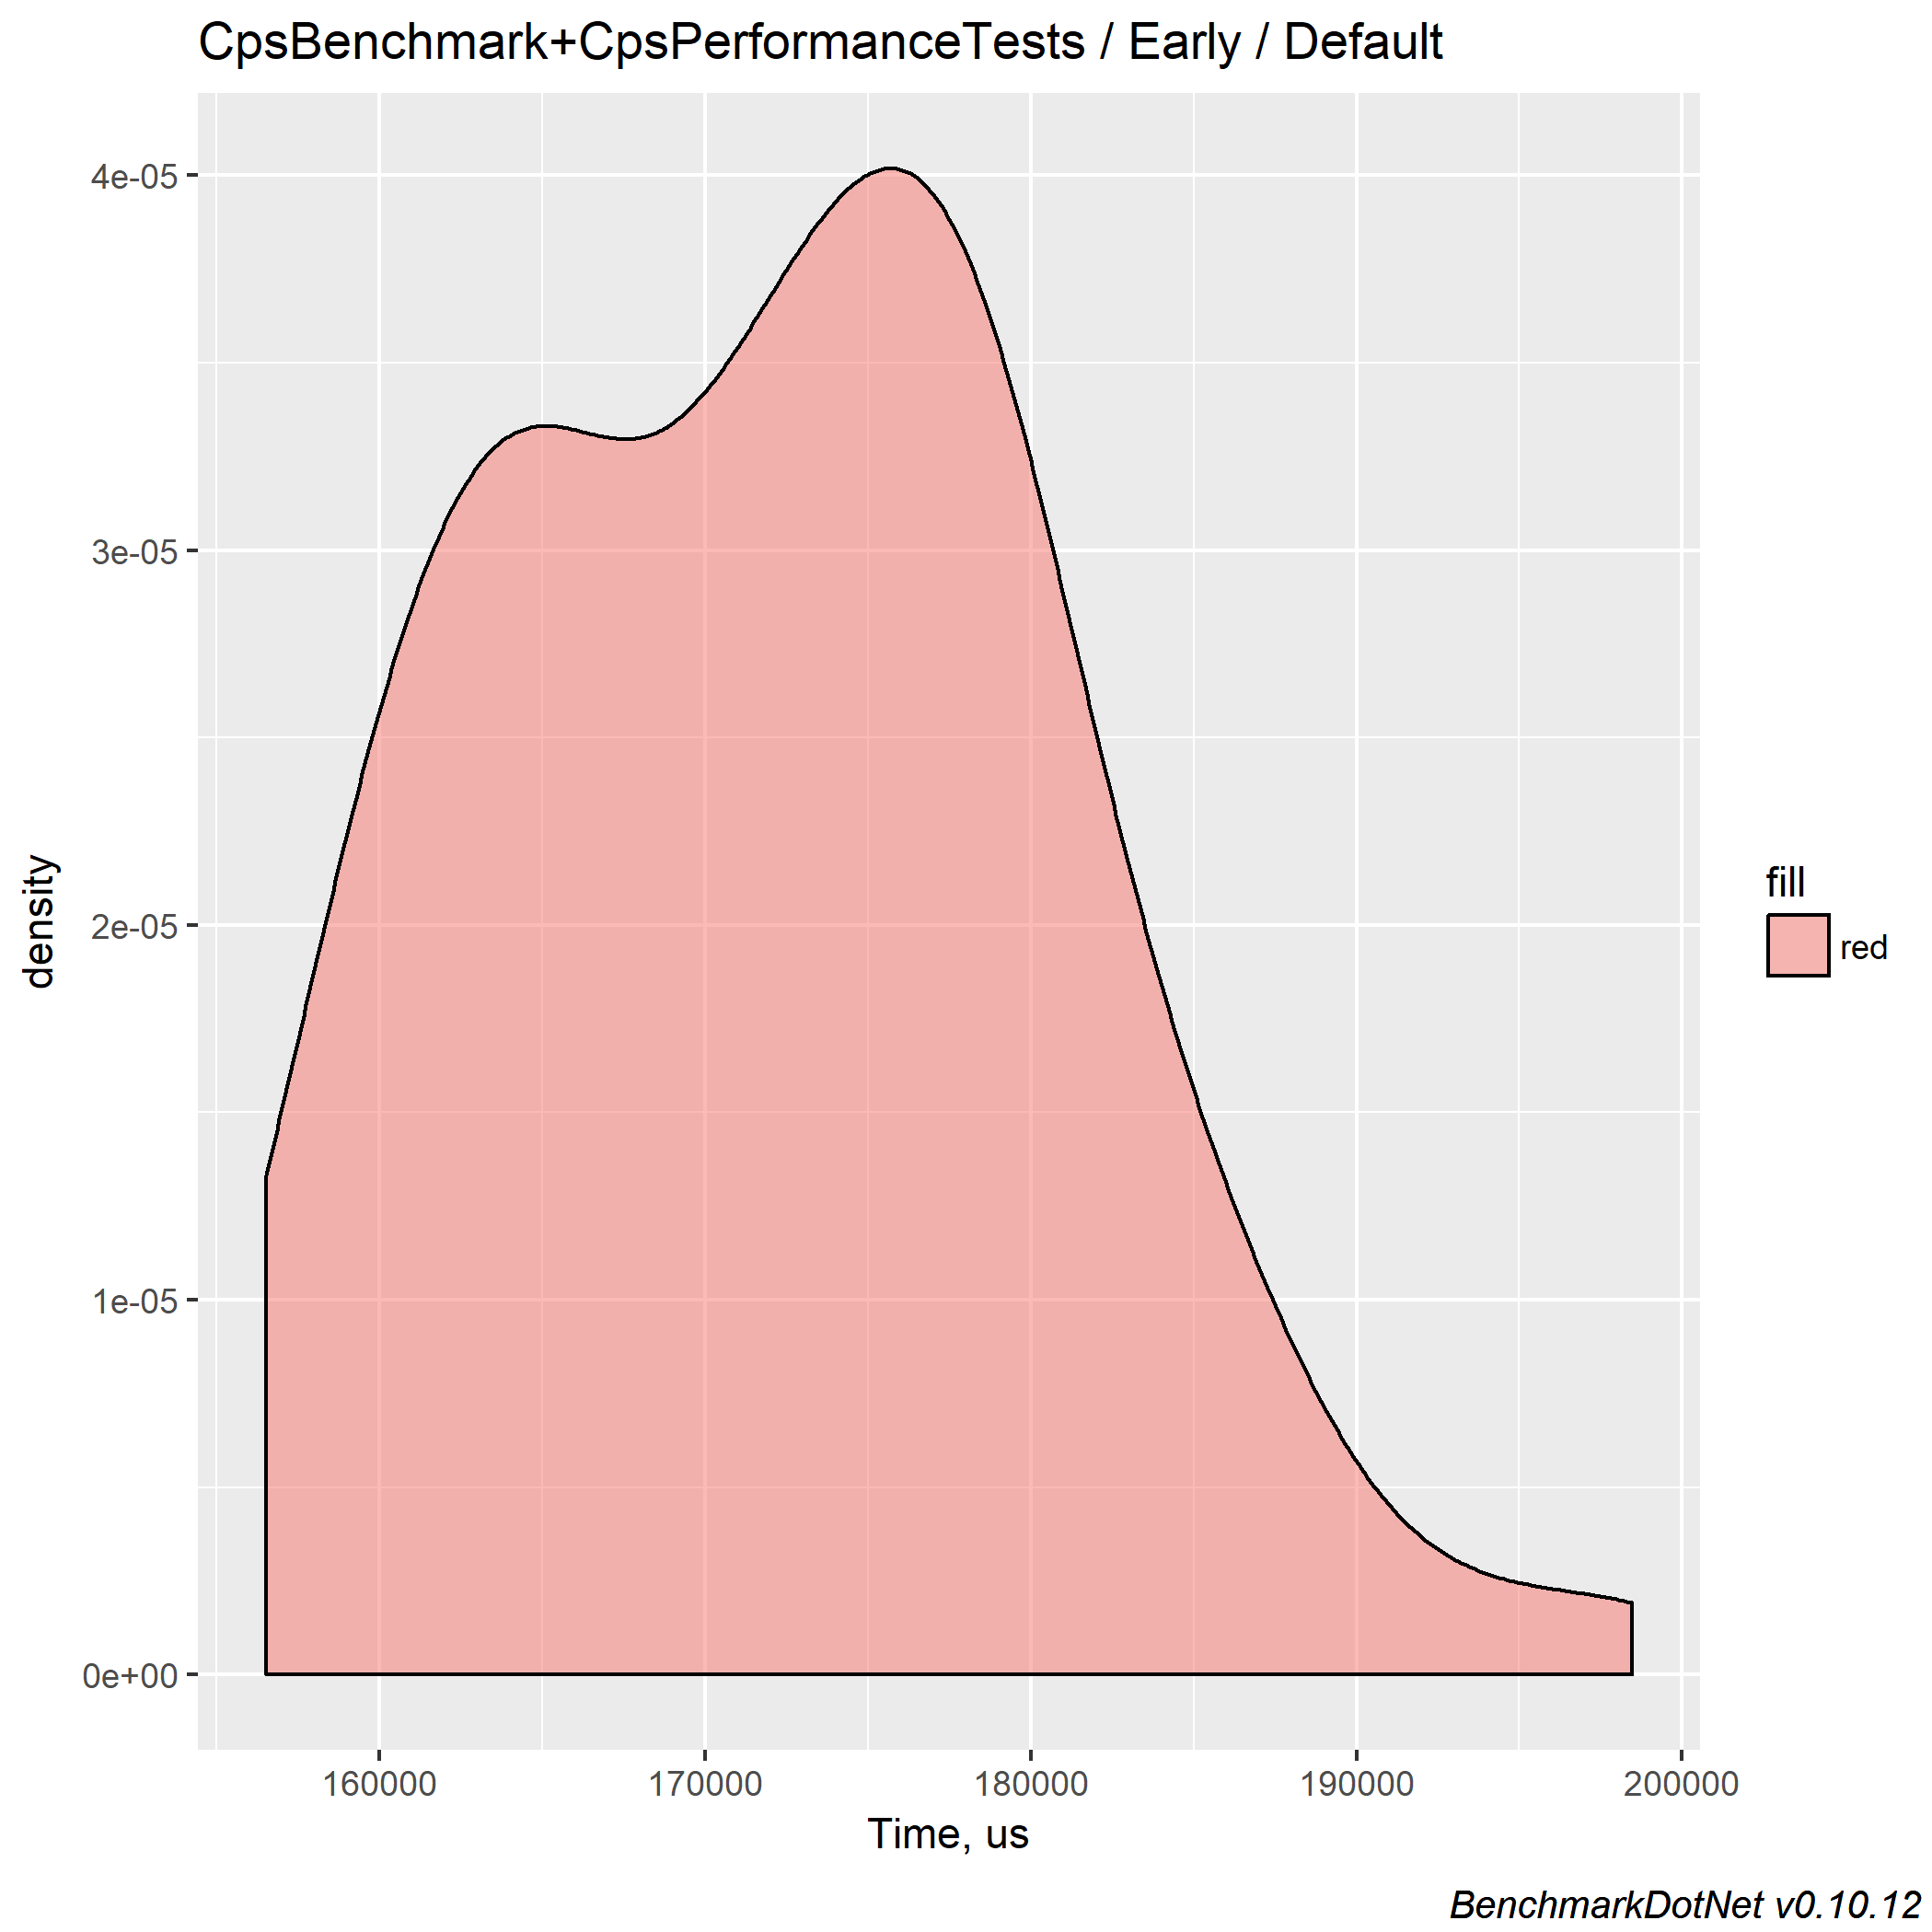 CpsBenchmark+CpsPerformanceTests / Early / Default
4e-05
3e-05
2e-05
1e-05
0e+00
density
160000 170000 180000 190000 200000
Time, us
fill
red
BenchmarkDotNet v0.10.12